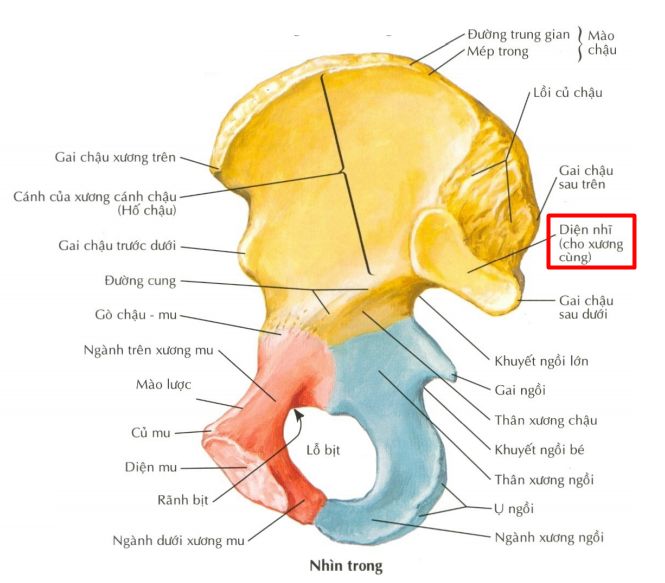 Đường trung gian
Mép trong
Mào
chậu
Lồi củ chậu
Gai chậu xương trên
Gai chậu
sau trên
Cánh của xương cánh chậu
(Hố chậu)
Diện nhĩ
(cho xương
cùng)
Gai chậu trước dưới
Đường cung
Gai chậu
sau dưới
Gò chậu - mu
Ngành trên xương mu
Khuyết ngồi lớn
Mào lược
Gai ngồi
Thân xương chậu
Củ mu
Lỗ bịt
Khuyết ngồi bé
Diện mu
Thân xương ngồi
Rãnh bịt
Ụ ngồi
Ngành dưới xương mu
Ngành xương ngồi
Nhìn trong